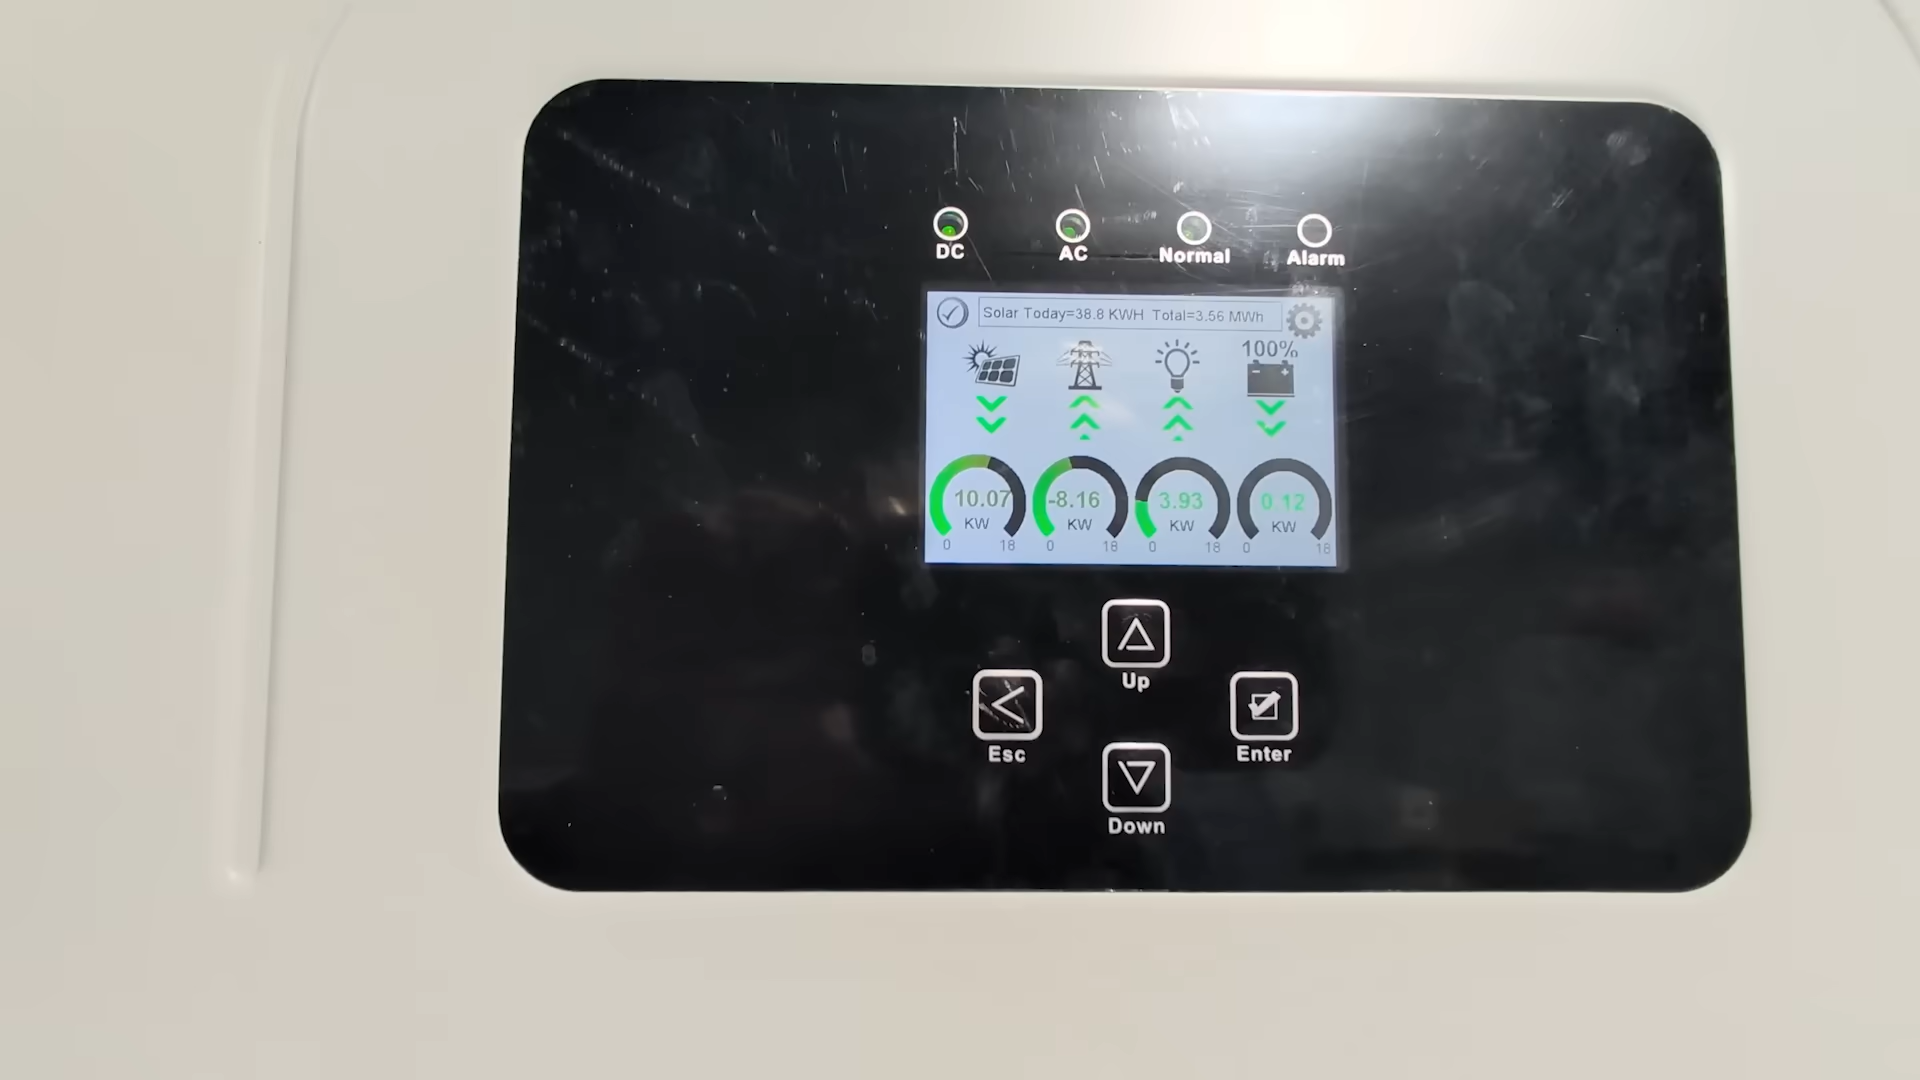 DC AC Normal Alarm
Solar Today=38.8 KWH Total=3.56 MWh
100%
10.07 -8.16 3.93 0.12
KW KW KW KW
0 18 0 18 0 18 0 18
Up
Esc Enter
Down